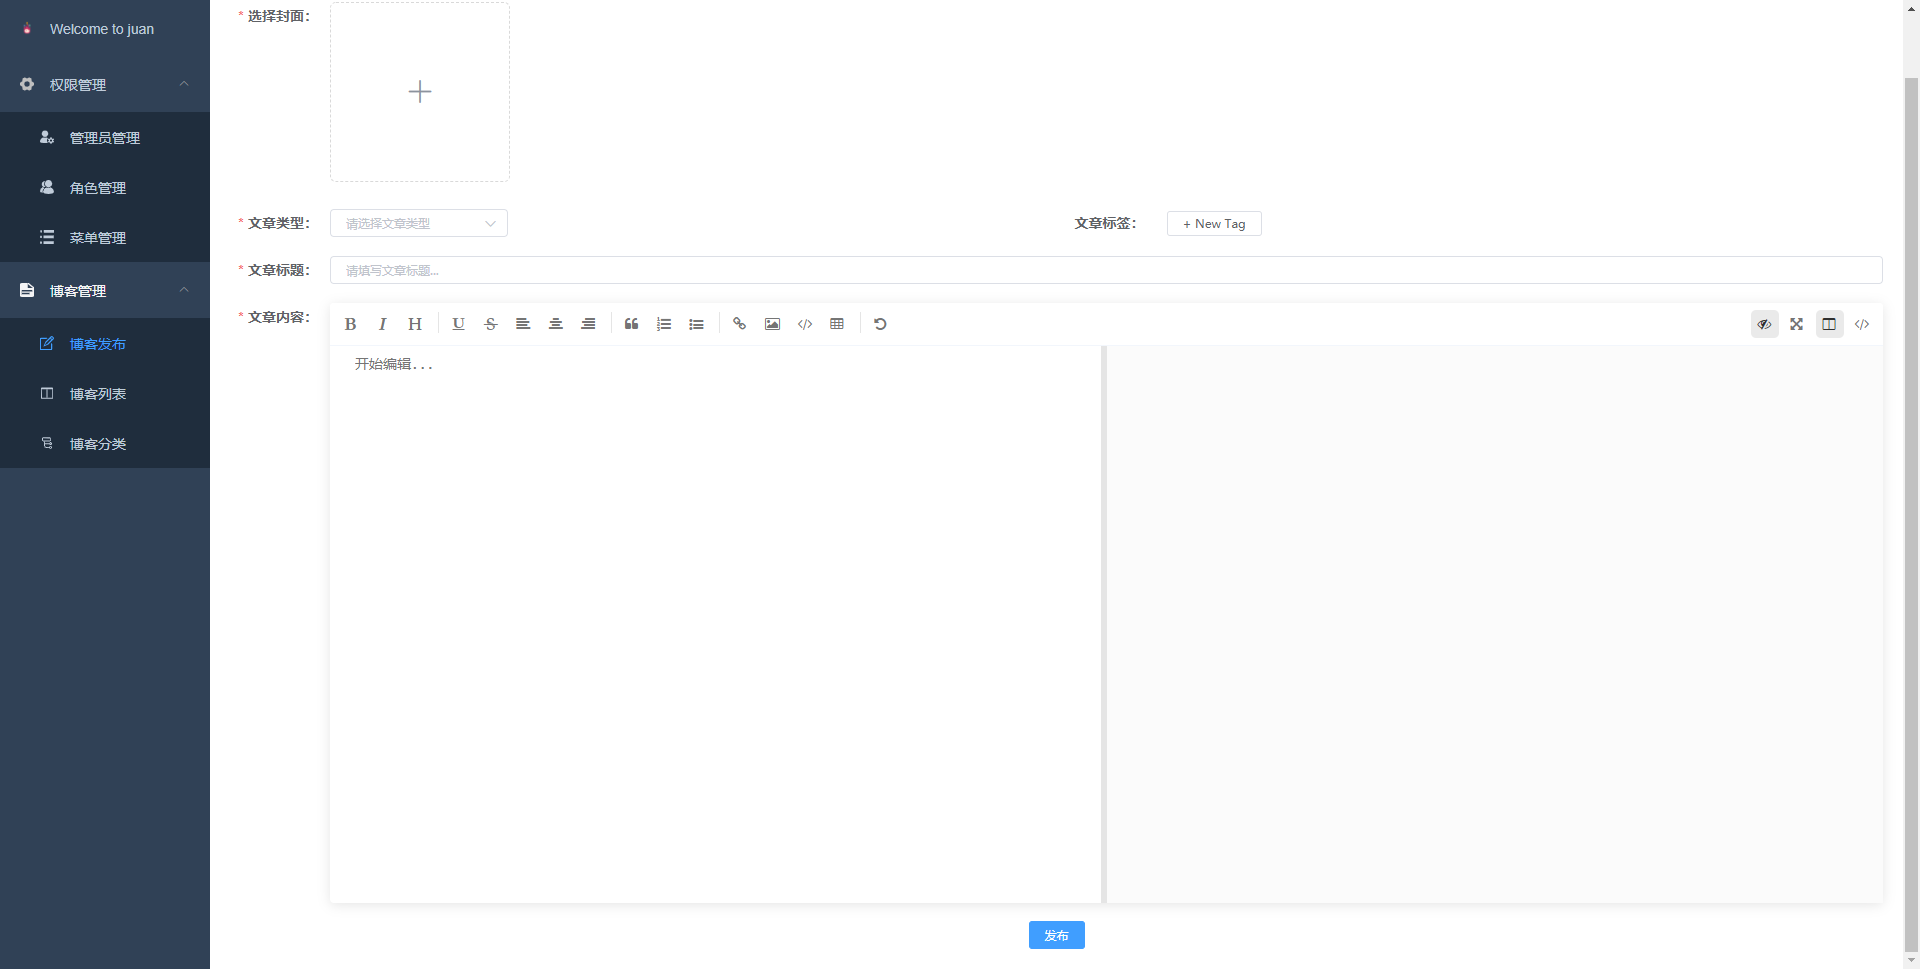 Welcome to juan
权限管理
管理员管理
角色管理
菜单管理
博客管理
博客发布
博客列表
博客分类
* 选择封面：
* 文章类型：
请选择文章类型
文章标签：
+ New Tag
* 文章标题：
请填写文章标题...
* 文章内容：
开始编辑...
发布